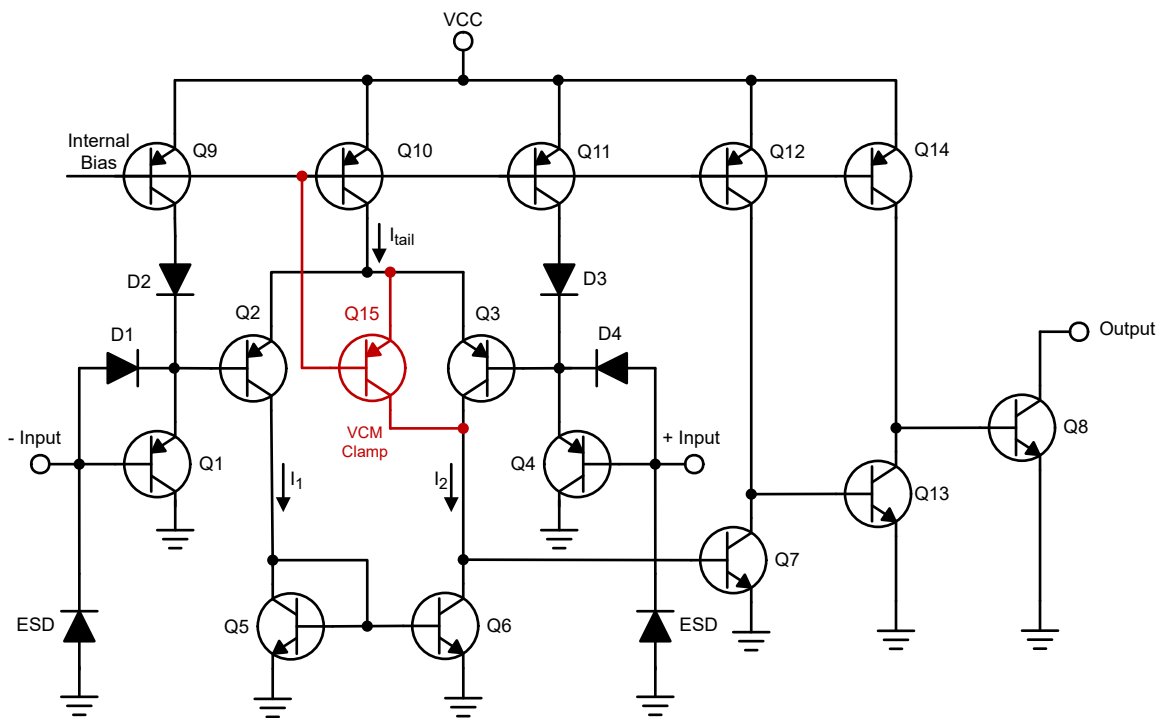 VCC
Internal
Bias
Q9
Q10
Q11
Q12
Q14
Itail
D2
D3
Q2
Q15
Q3
D1
D4
Output
VCM
Clamp
- Input
+ Input
Q1
Q4
Q8
I1
I2
Q13
Q7
ESD
Q5
Q6
ESD